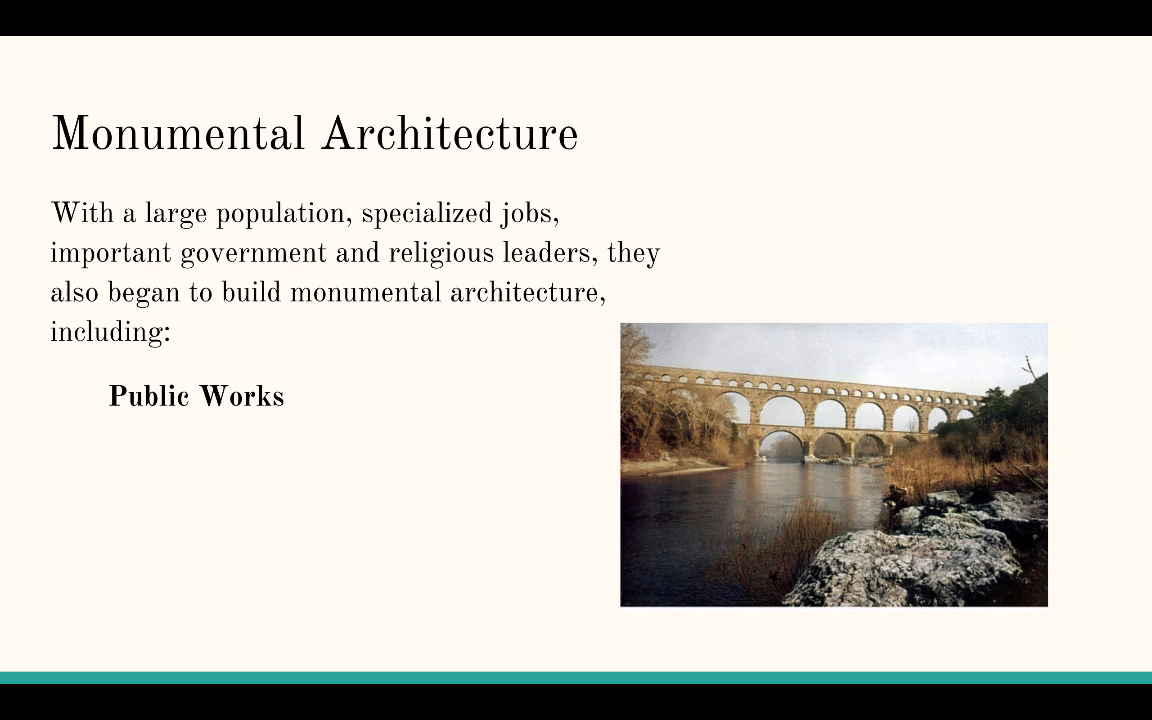 Monumental Architecture
With a large population, specialized jobs,
important government and religious leaders, they
also began to build monumental architecture,
including:
Public Works